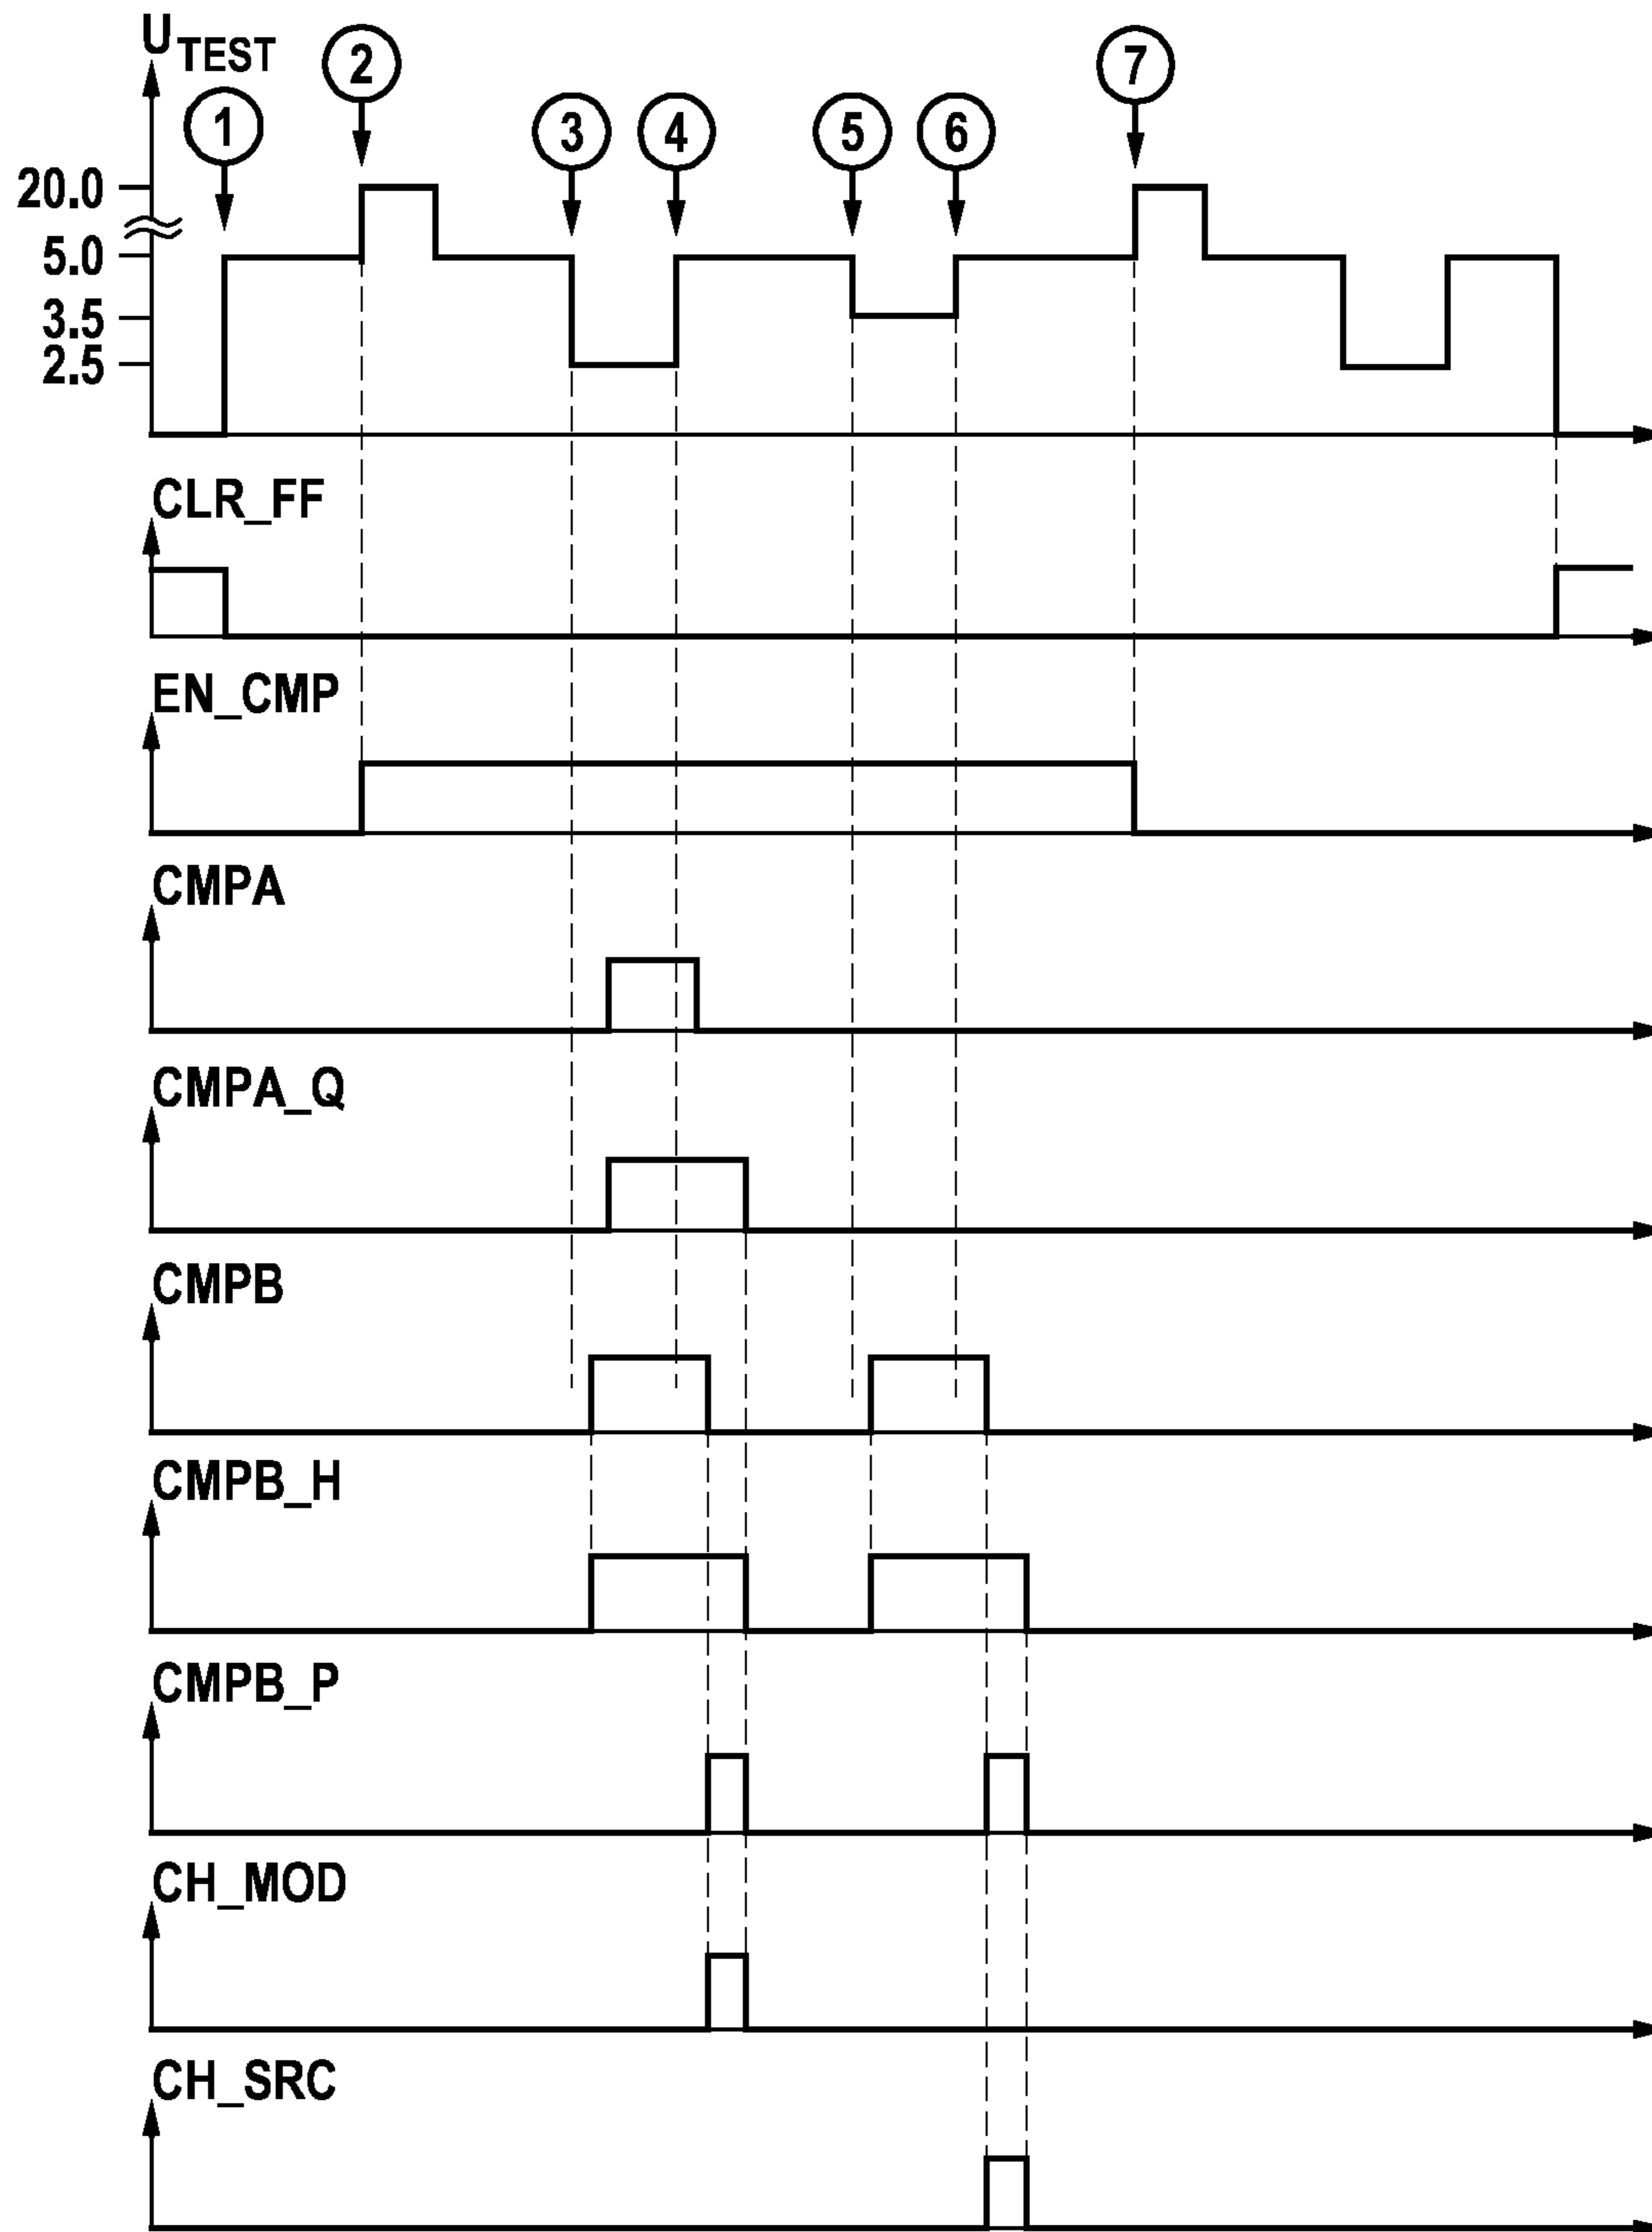 U TEST
1
2
3
4
5
6
7
20.0
5.0
3.5
2.5
CLR_FF
EN_CMP
CMPA
CMPA_Q
CMPB
CMPB_H
CMPB_P
CH_MOD
CH_SRC